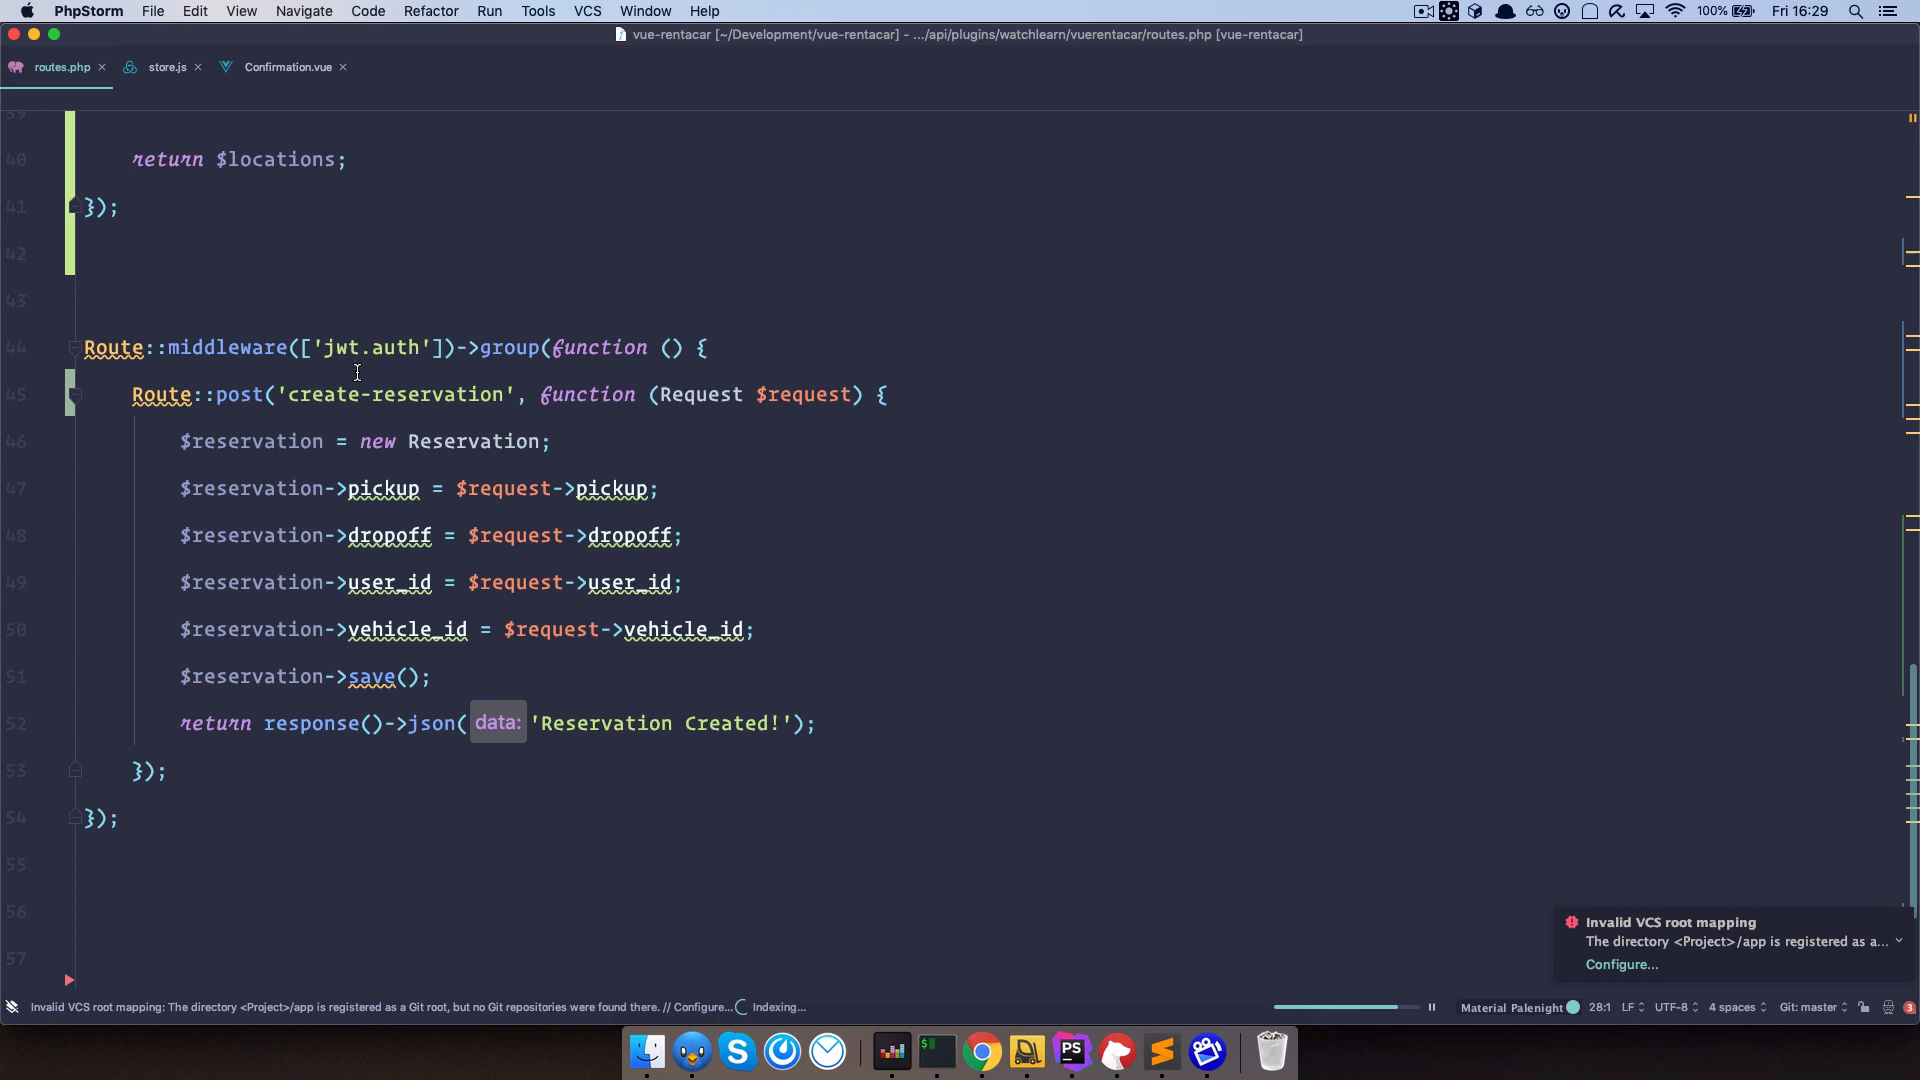 PhpStorm File Edit View Navigate Code Refactor Run Tools VCS Window Help 100% Fri 16:29
vue-rentacar [~/Development/vue-rentacar] - .../api/plugins/watchlearn/vuerentacar/routes.php [vue-rentacar]
routes.php store.js Confirmation.vue
39
40 return $locations;
41 });
42
43
44 Route::middleware(['jwt.auth'])->group(function () {
45 Route::post('create-reservation', function (Request $request) {
46 $reservation = new Reservation;
47 $reservation->pickup = $request->pickup;
48 $reservation->dropoff = $request->dropoff;
49 $reservation->user_id = $request->user_id;
50 $reservation->vehicle_id = $request->vehicle_id;
51 $reservation->save();
52 return response()->json( data: 'Reservation Created!');
53 });
54 });
55
56
57
Invalid VCS root mapping
The directory <Project>/app is registered as a...
Configure...
Invalid VCS root mapping: The directory <Project>/app is registered as a Git root, but no Git repositories were found there. // Configure... Indexing... Material Palenight 28:1 LF UTF-8 4 spaces Git: master 3
$ PS